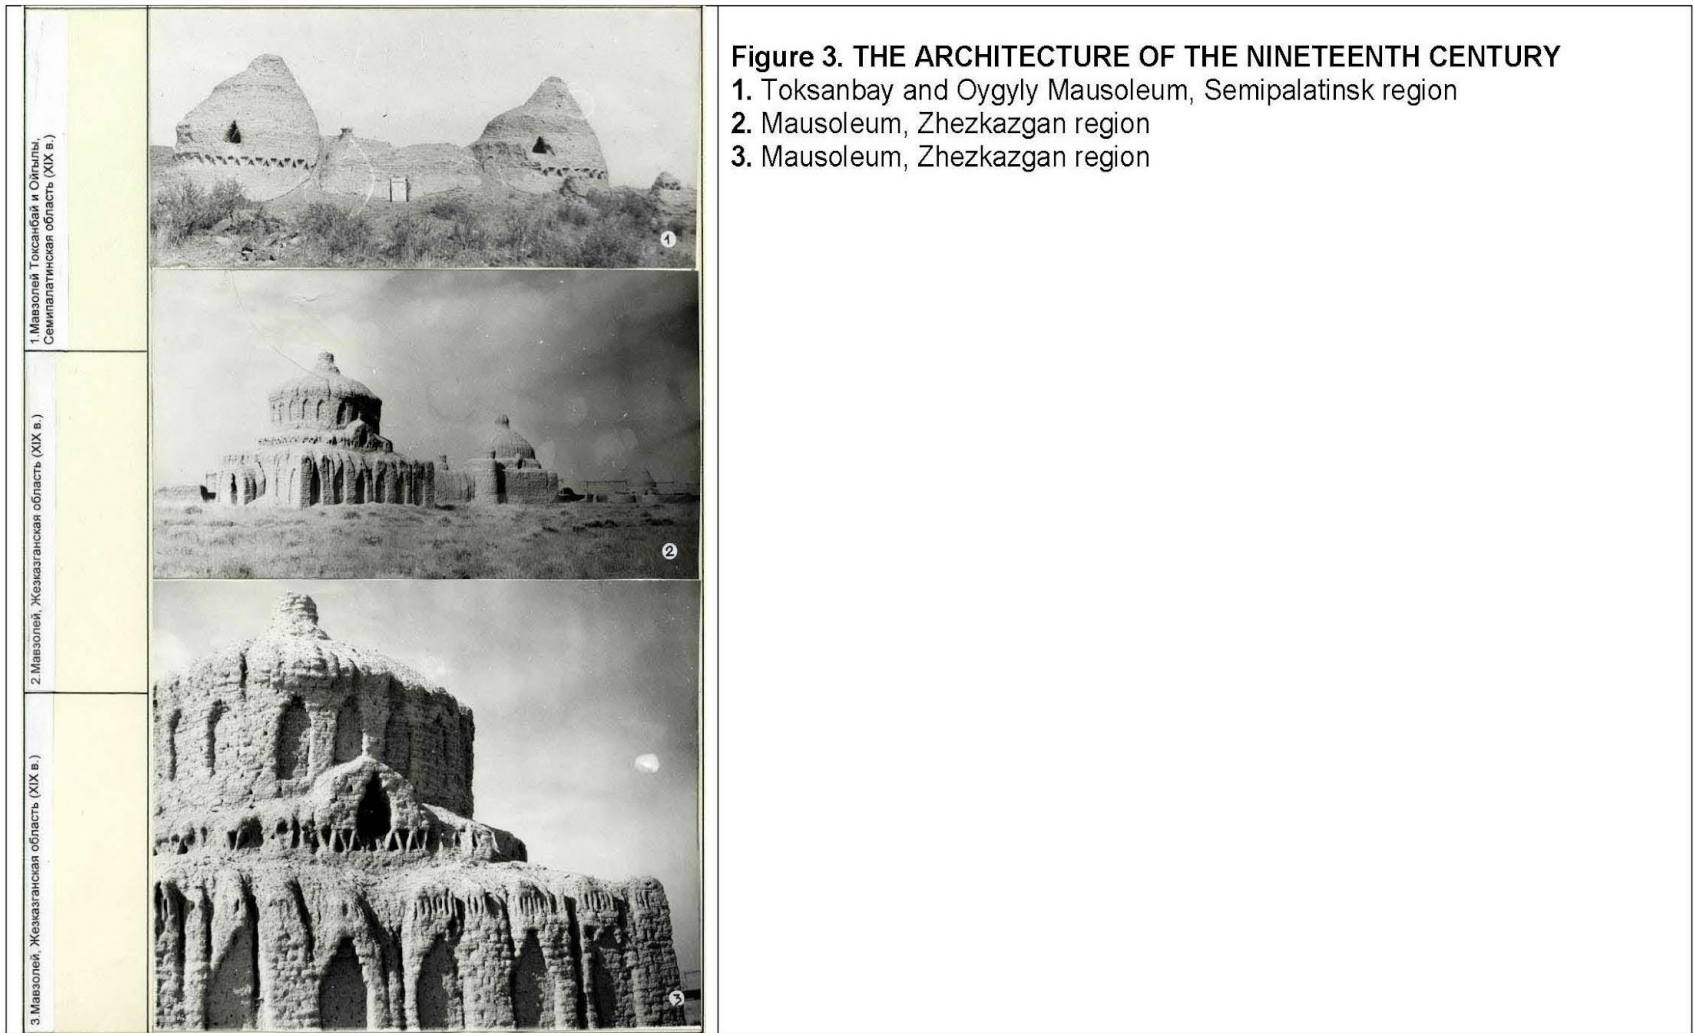 1.Мавзолей Токсанбай и Ойгылы,
Семипалатинская область (XIX в.)
2.Мавзолей, Жезказганская область (XIX в.)
3.Мавзолей, Жезказганская область (XIX в.)
1
2
3
Figure 3. THE ARCHITECTURE OF THE NINETEENTH CENTURY
1. Toksanbay and Oygyly Mausoleum, Semipalatinsk region
2. Mausoleum, Zhezkazgan region
3. Mausoleum, Zhezkazgan region